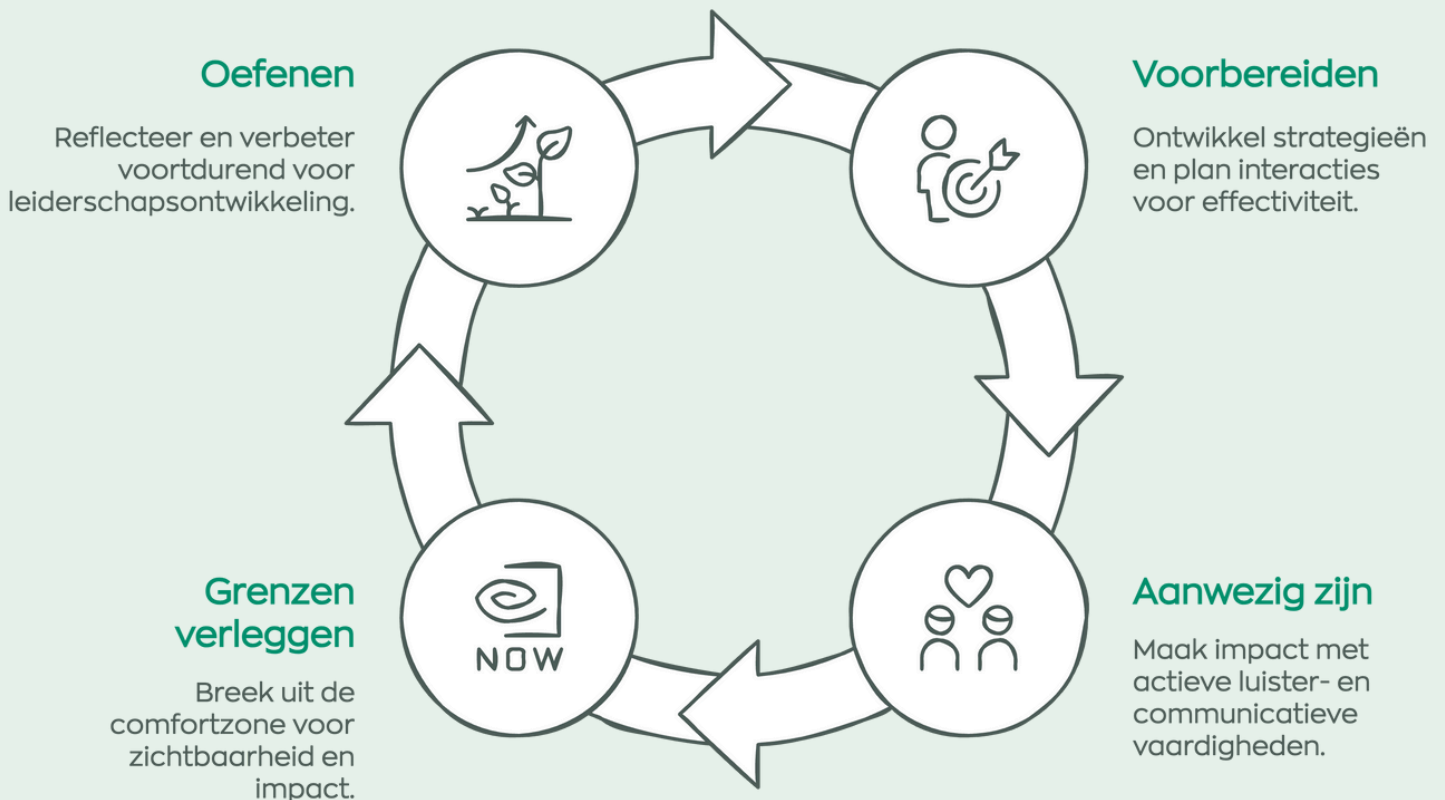 Oefenen
Reflecteer en verbeter
voortdurend voor
leiderschapsontwikkeling.
Voorbereiden
Ontwikkel strategieën
en plan interacties
voor effectiviteit.
Grenzen
verleggen
Breek uit de
comfortzone voor
zichtbaarheid en
impact.
NOW
Aanwezig zijn
Maak impact met
actieve luister- en
communicatieve
vaardigheden.